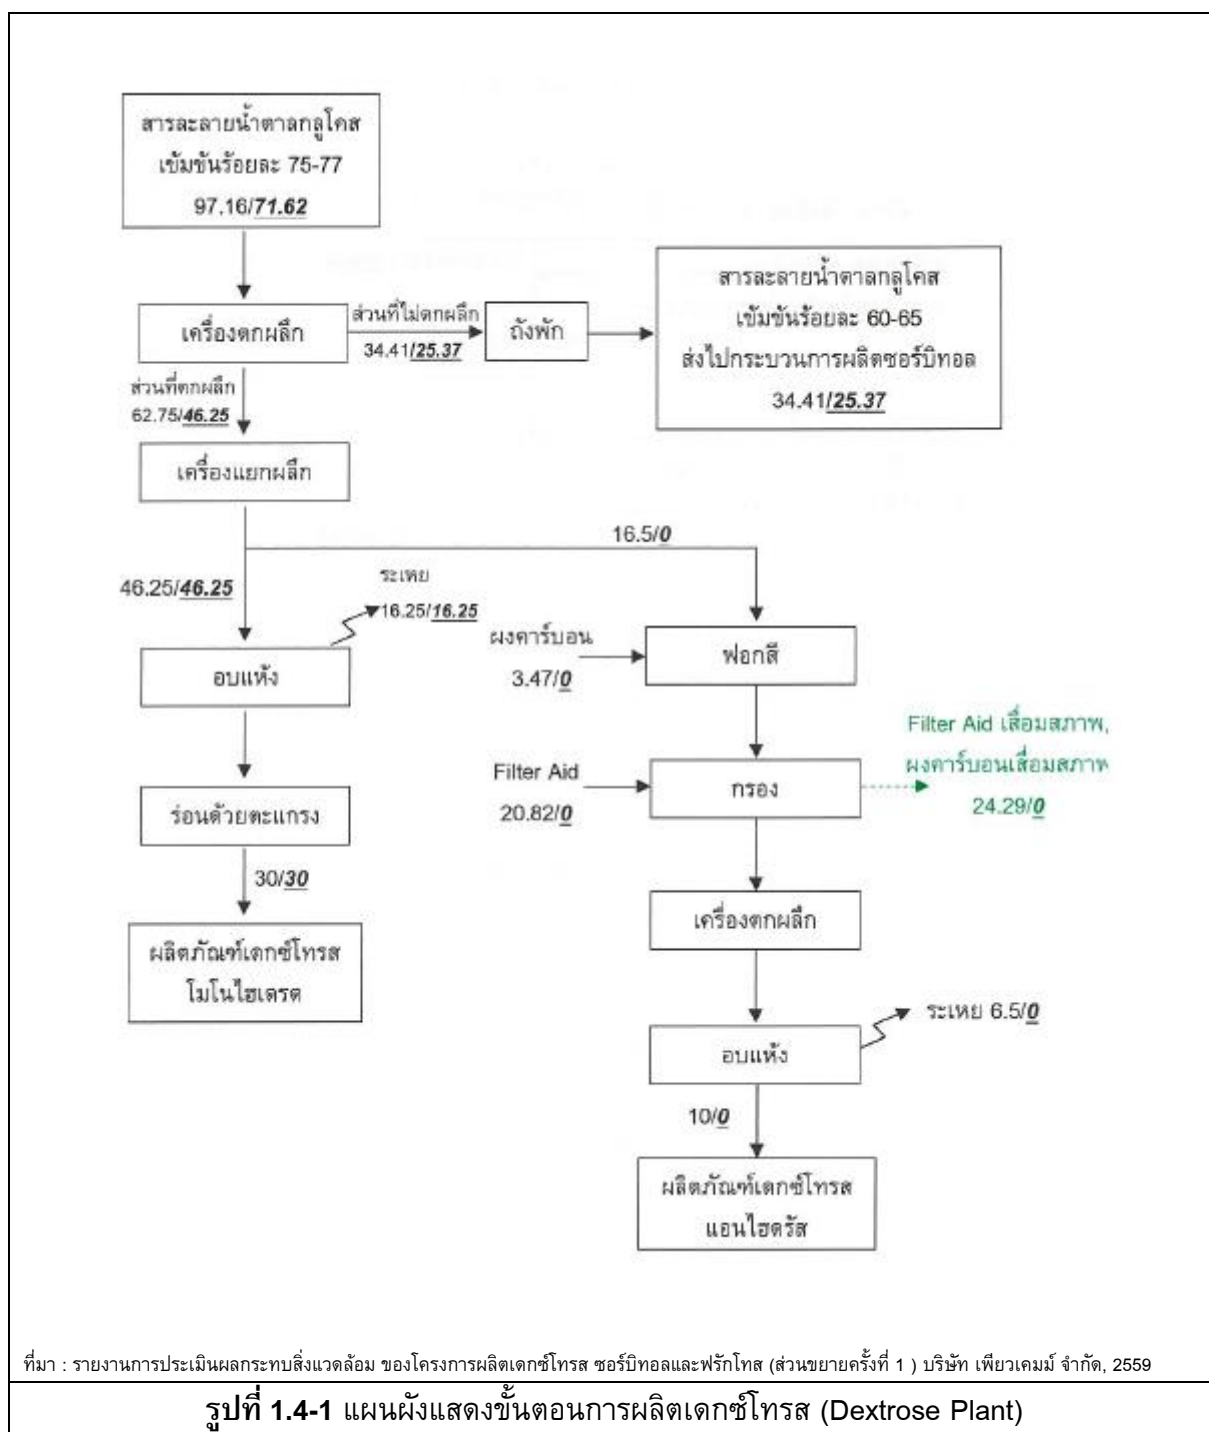 สารละลายน้ำตาลกลูโคส
เข้มข้นร้อยละ 75-77
97.16/71.62
สารละลายน้ำตาลกลูโคส
เข้มข้นร้อยละ 60-65
ส่งไปกระบวนการผลิตซอร์บิทอล
34.41/25.37
เครื่องตกผลึก
ส่วนที่ไม่ตกผลึก
34.41/25.37
ถังพัก
ส่วนที่ตกผลึก
62.75/46.25
เครื่องแยกผลึก
16.5/0
46.25/46.25
ระเหย
16.25/16.25
อบแห้ง
ผงคาร์บอน
3.47/0
ฟอกสี
Filter Aid เสื่อมสภาพ,
ผงคาร์บอนเสื่อมสภาพ
24.29/0
Filter Aid
20.82/0
กรอง
ร่อนด้วยตะแกรง
30/30
ผลิตภัณฑ์เดกซ์โทรส
โมโนไฮเดรต
เครื่องตกผลึก
ระเหย 6.5/0
อบแห้ง
10/0
ผลิตภัณฑ์เดกซ์โทรส
แอนไฮดรัส
ที่มา : รายงานการประเมินผลกระทบสิ่งแวดล้อม ของโครงการผลิตเดกซ์โทรส ซอร์บิทอลและฟรักโทส (ส่วนขยายครั้งที่ 1 ) บริษัท เพียวเคมม์ จำกัด, 2559
รูปที่ 1.4-1 แผนผังแสดงขั้นตอนการผลิตเดกซ์โทรส (Dextrose Plant)